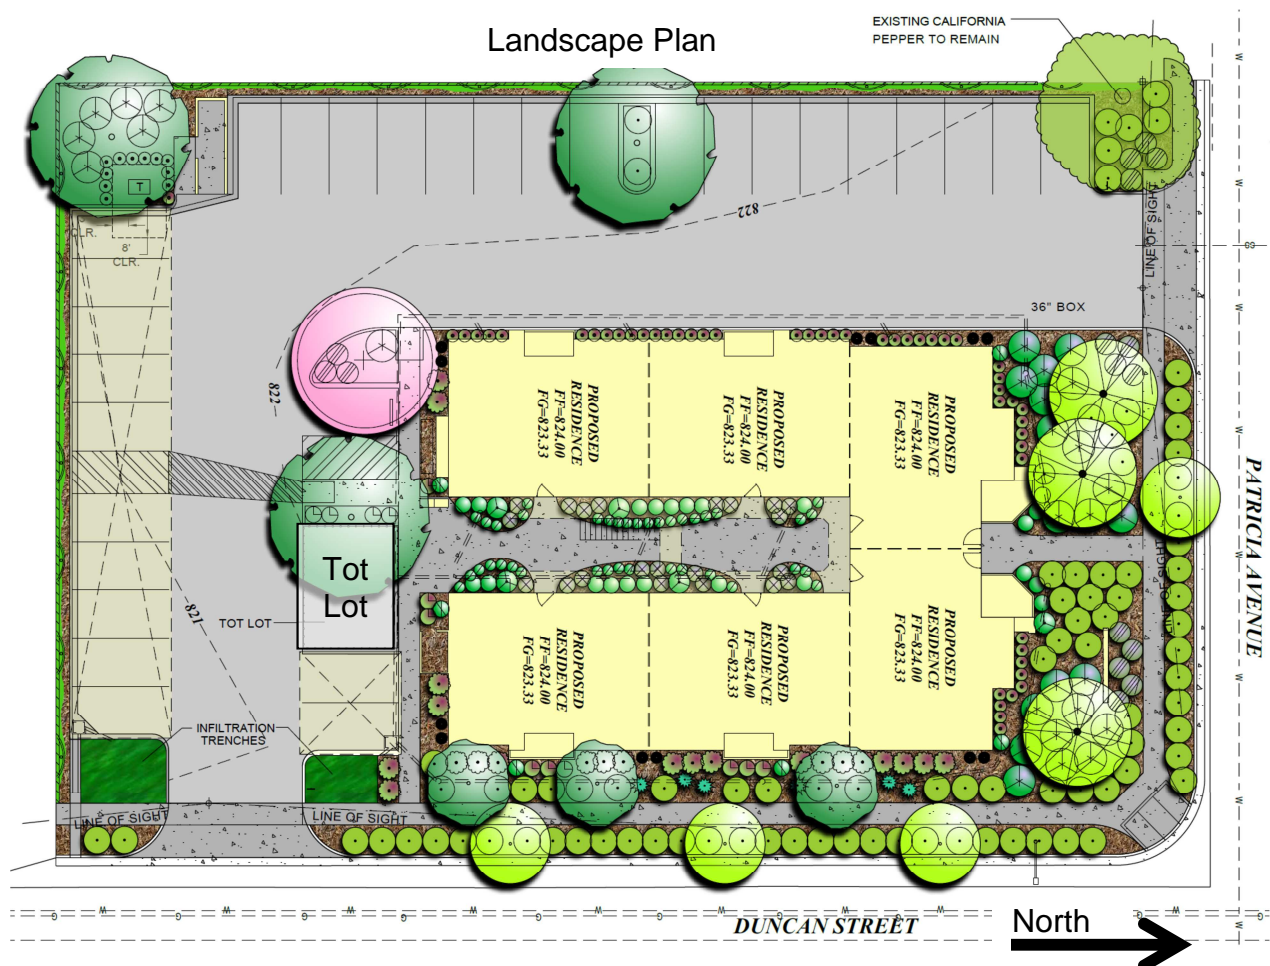 Landscape Plan
EXISTING CALIFORNIA
PEPPER TO REMAIN
T
CLR.
8'
CLR.
822
LINE OF SIGHT
36" BOX
822
PROPOSED
RESIDENCE
FF=824.00
FG=823.33
PROPOSED
RESIDENCE
FF=824.00
FG=823.33
PROPOSED
RESIDENCE
FF=824.00
FG=823.33
PATRICIA AVENUE
Tot
Lot
TOT LOT
821
PROPOSED
RESIDENCE
FF=824.00
FG=823.33
PROPOSED
RESIDENCE
FF=824.00
FG=823.33
PROPOSED
RESIDENCE
FF=824.00
FG=823.33
INFILTRATION
TRENCHES
LINE OF SIGHT
LINE OF SIGHT
DUNCAN STREET
North